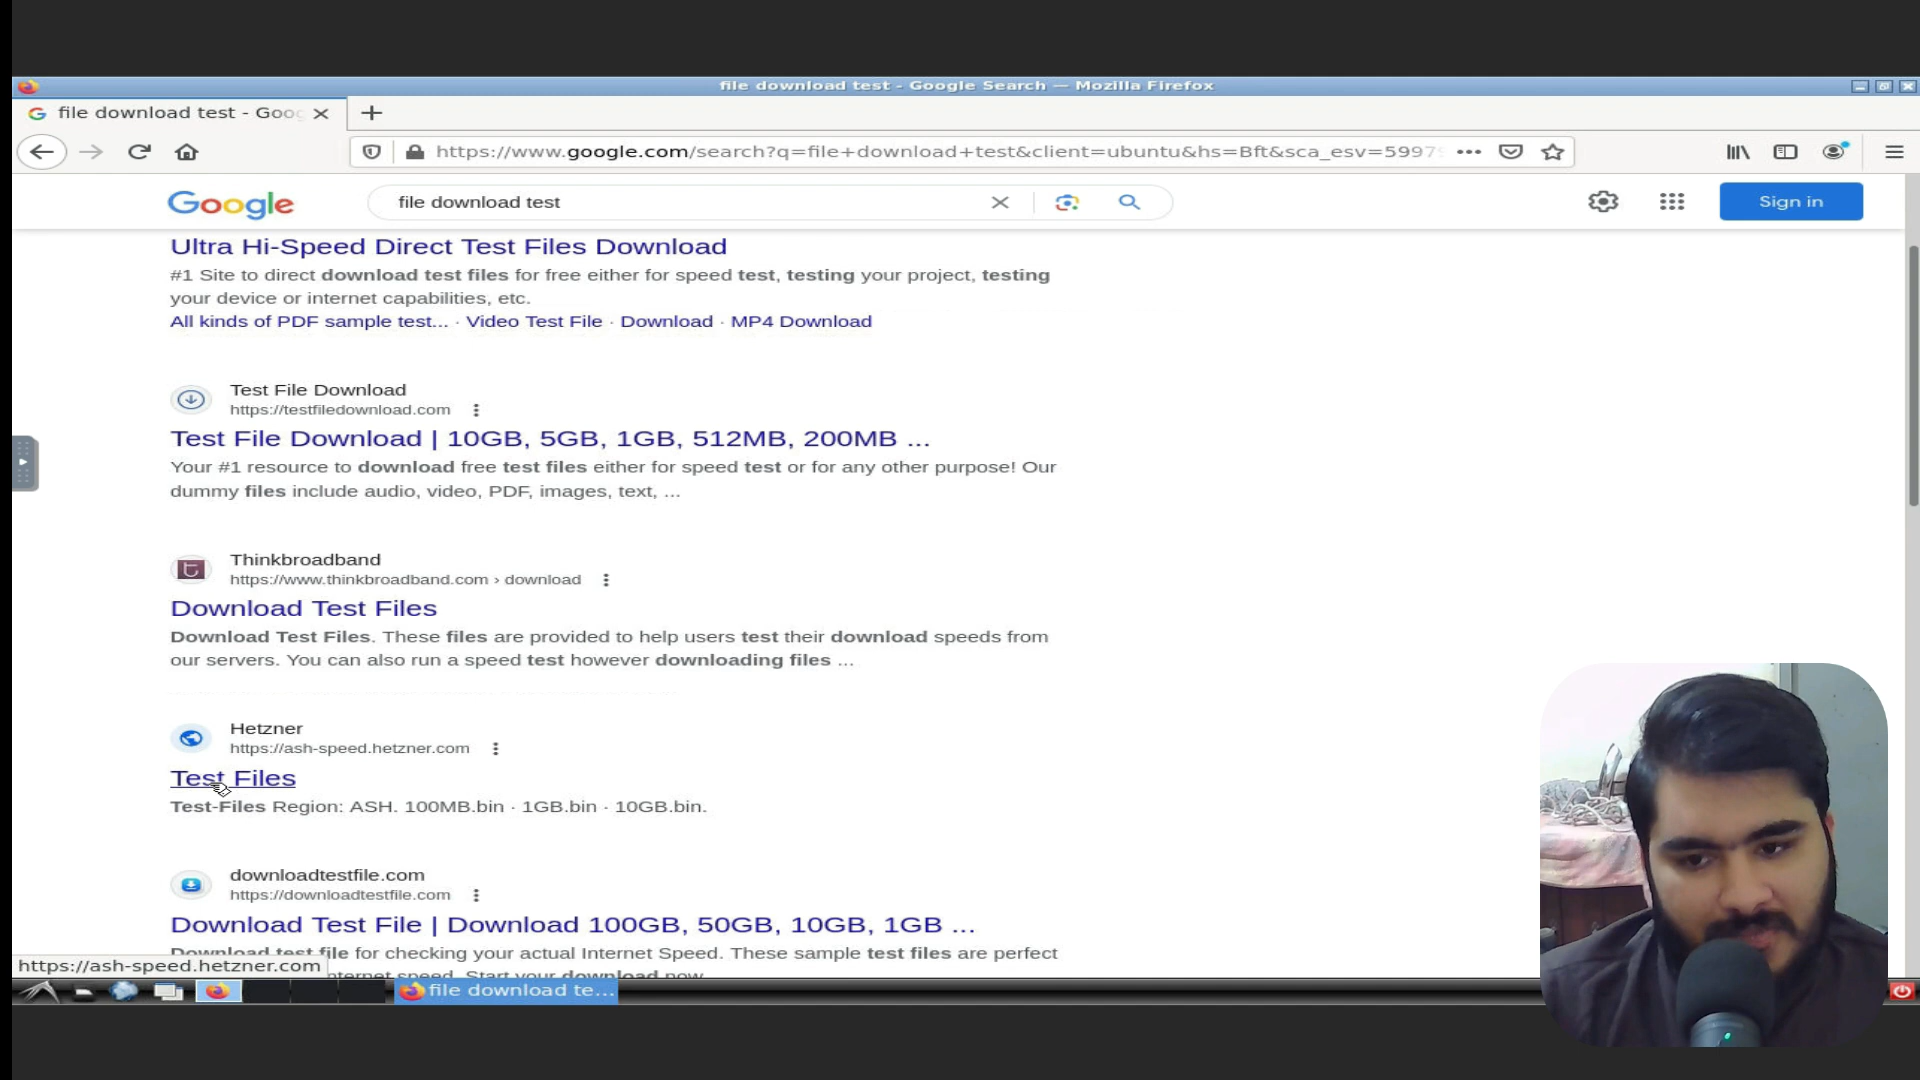 file download test - Google Search — Mozilla Firefox
file download test - Goo
https://www.google.com/search?q=file+download+test&client=ubuntu&hs=Bft&sca_esv=5997
Google
file download test
Sign in
Ultra Hi-Speed Direct Test Files Download
#1 Site to direct download test files for free either for speed test, testing your project, testing
your device or internet capabilities, etc.
All kinds of PDF sample test... · Video Test File · Download · MP4 Download
Test File Download
https://testfiledownload.com
Test File Download | 10GB, 5GB, 1GB, 512MB, 200MB ...
Your #1 resource to download free test files either for speed test or for any other purpose! Our
dummy files include audio, video, PDF, images, text, ...
Thinkbroadband
https://www.thinkbroadband.com › download
Download Test Files
Download Test Files. These files are provided to help users test their download speeds from
our servers. You can also run a speed test however downloading files ...
Hetzner
https://ash-speed.hetzner.com
Test Files
Test-Files Region: ASH. 100MB.bin · 1GB.bin · 10GB.bin.
downloadtestfile.com
https://downloadtestfile.com
Download Test File | Download 100GB, 50GB, 10GB, 1GB ...
Download test file for checking your actual Internet Speed. These sample test files are perfect
internet speed. Start your download now
https://ash-speed.hetzner.com
file download te...